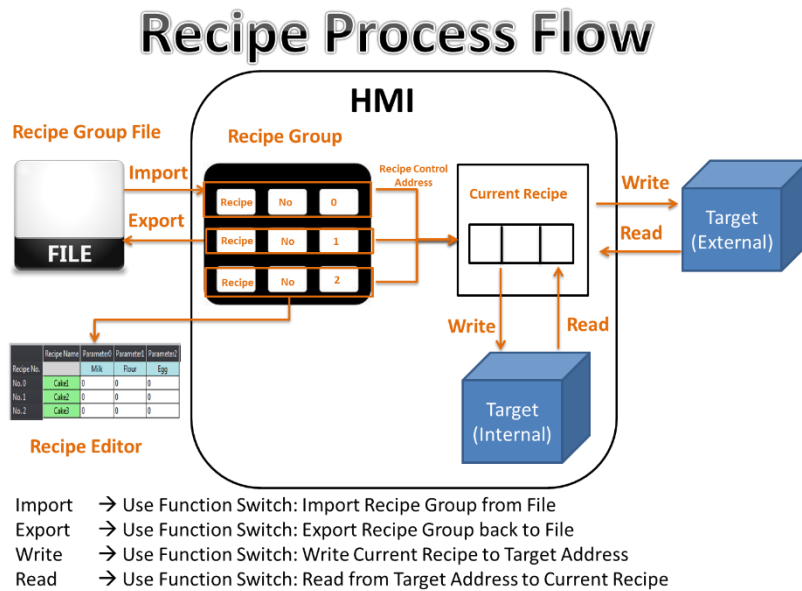 Recipe Process Flow
HMI
Recipe Group File
Recipe Group
Import
Export
FILE
Recipe No 0
Recipe No 1
Recipe No 2
Recipe Control
Address
Current Recipe
Write
Read
Target
(External)
Write
Read
Target
(Internal)
Recipe Name Parameter0 Parameter1 Parameter2
Recipe No. Milk Flour Egg
No. 0 Cake1 0 0 0
No. 1 Cake2 0 0 0
No. 2 Cake3 0 0 0
Recipe Editor
Import → Use Function Switch: Import Recipe Group from File
Export → Use Function Switch: Export Recipe Group back to File
Write → Use Function Switch: Write Current Recipe to Target Address
Read → Use Function Switch: Read from Target Address to Current Recipe